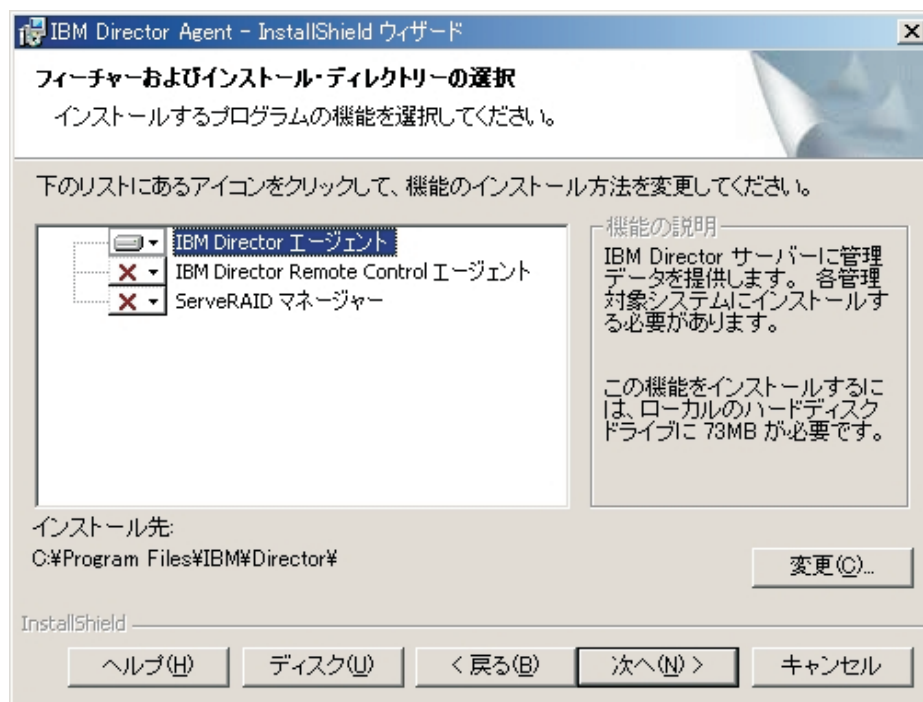 IBM Director Agent - InstallShield ウィザード
フィーチャーおよびインストール・ディレクトリーの選択
インストールするプログラムの機能を選択してください。
下のリストにあるアイコンをクリックして、機能のインストール方法を変更してください。
IBM Director エージェント
IBM Director Remote Control エージェント
ServeRAID マネージャー
機能の説明
IBM Director サーバーに管理
データを提供します。 各管理
対象システムにインストールす
る必要があります。
この機能をインストールするに
は、ローカルのハードディスク
ドライブに 73MB が必要です。
インストール先:
C:¥Program Files¥IBM¥Director¥
変更(C)...
InstallShield
ヘルプ(H)
ディスク(U)
< 戻る(B)
次へ(N) >
キャンセル